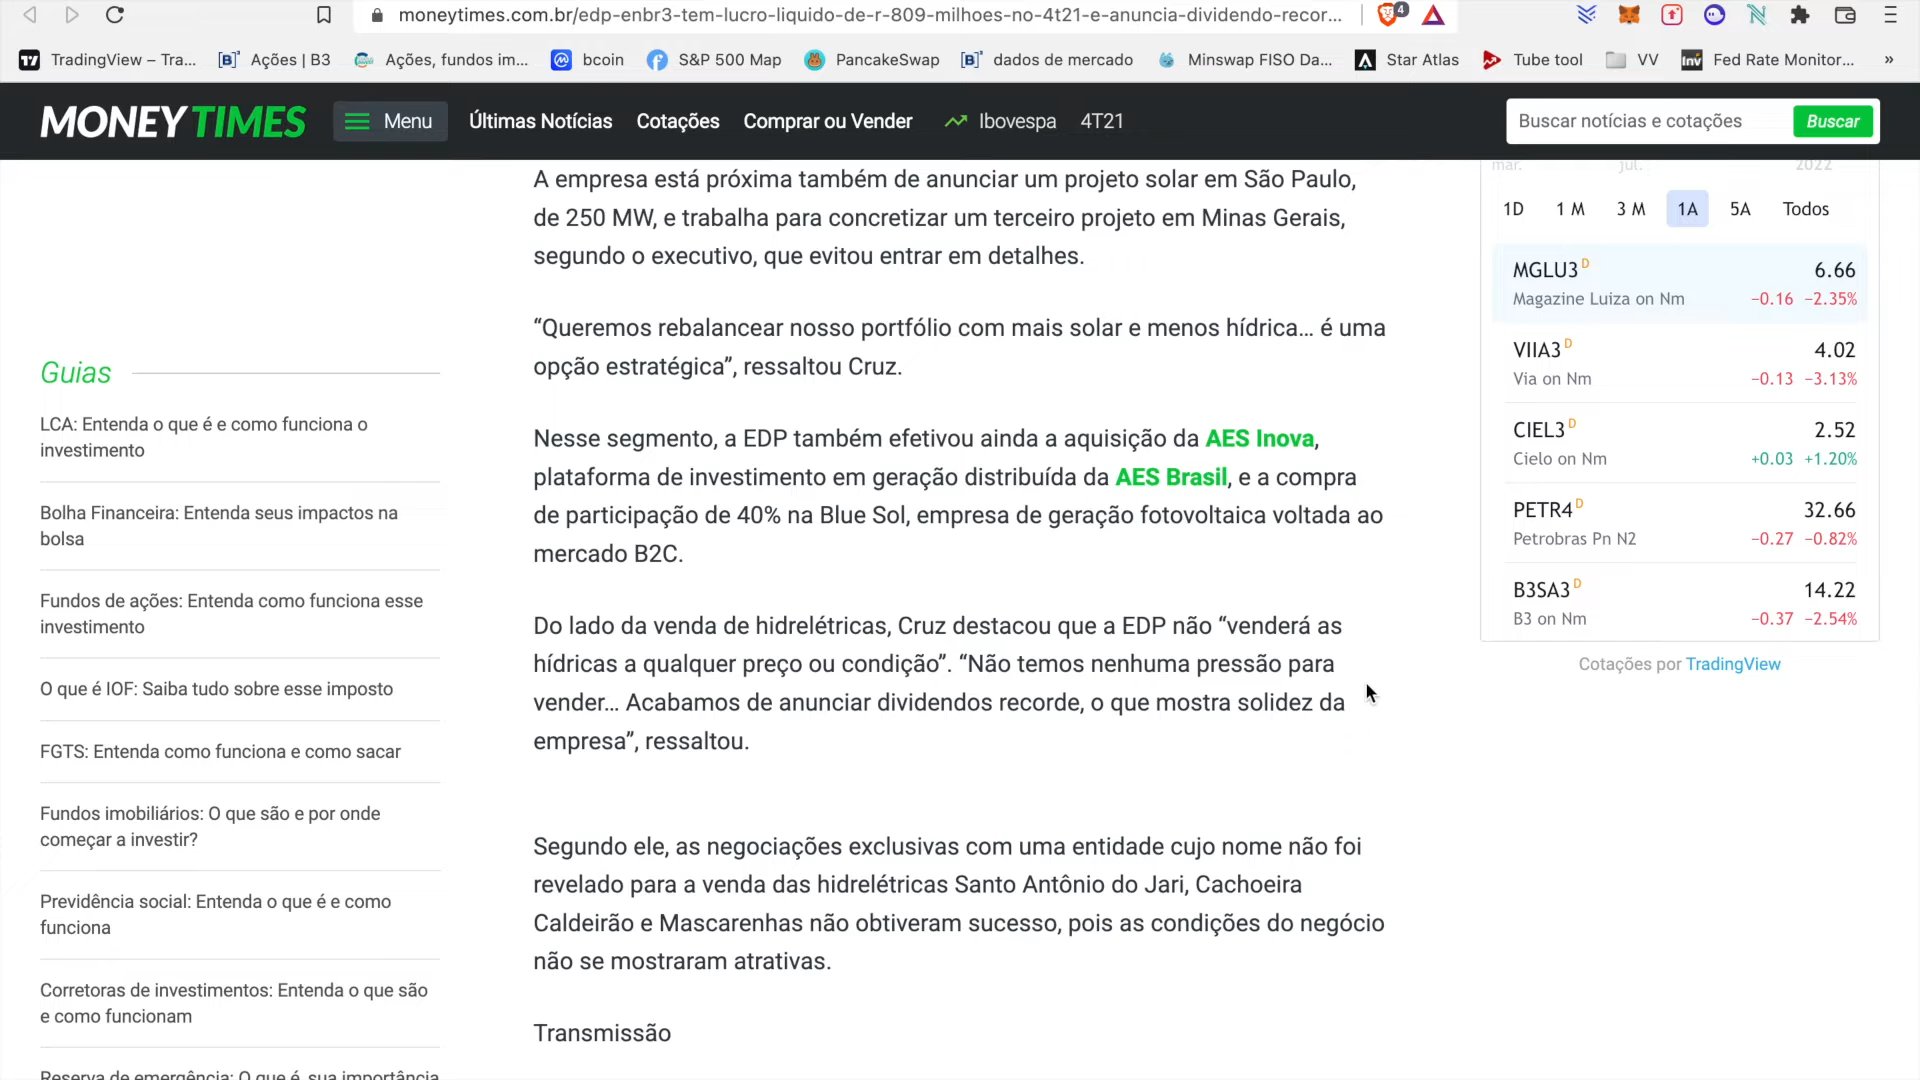 moneytimes.com.br/edp-enbr3-tem-lucro-liquido-de-r-809-milhoes-no-4t21-e-anuncia-dividendo-recor...
4
TradingView – Tra...
Ações | B3
Ações, fundos im...
bcoin
S&P 500 Map
PancakeSwap
dados de mercado
Minswap FISO Da...
Star Atlas
Tube tool
VV
Fed Rate Monitor...
»
MONEY TIMES
Menu
Últimas Notícias
Cotações
Comprar ou Vender
Ibovespa
4T21
Buscar notícias e cotações
Buscar
A empresa está próxima também de anunciar um projeto solar em São Paulo,
de 250 MW, e trabalha para concretizar um terceiro projeto em Minas Gerais,
segundo o executivo, que evitou entrar em detalhes.
“Queremos rebalancear nosso portfólio com mais solar e menos hídrica… é uma
opção estratégica”, ressaltou Cruz.
Nesse segmento, a EDP também efetivou ainda a aquisição da AES Inova,
plataforma de investimento em geração distribuída da AES Brasil, e a compra
de participação de 40% na Blue Sol, empresa de geração fotovoltaica voltada ao
mercado B2C.
Do lado da venda de hidrelétricas, Cruz destacou que a EDP não “venderá as
hídricas a qualquer preço ou condição”. “Não temos nenhuma pressão para
vender… Acabamos de anunciar dividendos recorde, o que mostra solidez da
empresa”, ressaltou.
Segundo ele, as negociações exclusivas com uma entidade cujo nome não foi
revelado para a venda das hidrelétricas Santo Antônio do Jari, Cachoeira
Caldeirão e Mascarenhas não obtiveram sucesso, pois as condições do negócio
não se mostraram atrativas.
Transmissão
Guias
LCA: Entenda o que é e como funciona o
investimento
Bolha Financeira: Entenda seus impactos na
bolsa
Fundos de ações: Entenda como funciona esse
investimento
O que é IOF: Saiba tudo sobre esse imposto
FGTS: Entenda como funciona e como sacar
Fundos imobiliários: O que são e por onde
começar a investir?
Previdência social: Entenda o que é e como
funciona
Corretoras de investimentos: Entenda o que são
e como funcionam
Reserva de emergência: O que é, sua importância
mar. jul. 2022
1D 1 M 3 M 1A 5A Todos
MGLU3 D 6.66
Magazine Luiza on Nm −0.16 −2.35%
VIIA3 D 4.02
Via on Nm −0.13 −3.13%
CIEL3 D 2.52
Cielo on Nm +0.03 +1.20%
PETR4 D 32.66
Petrobras Pn N2 −0.27 −0.82%
B3SA3 D 14.22
B3 on Nm −0.37 −2.54%
Cotações por TradingView